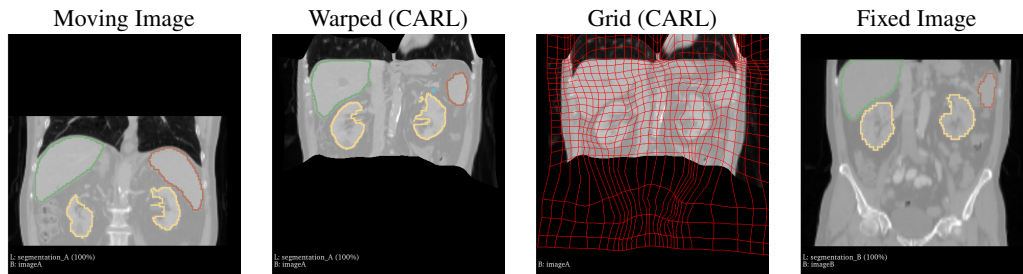 Moving Image
Warped (CARL)
Grid (CARL)
Fixed Image
L: segmentation_A (100%)
B: imageA
L: segmentation_A (100%)
B: imageA
B: imageA
L: segmentation_B (100%)
B: imageB